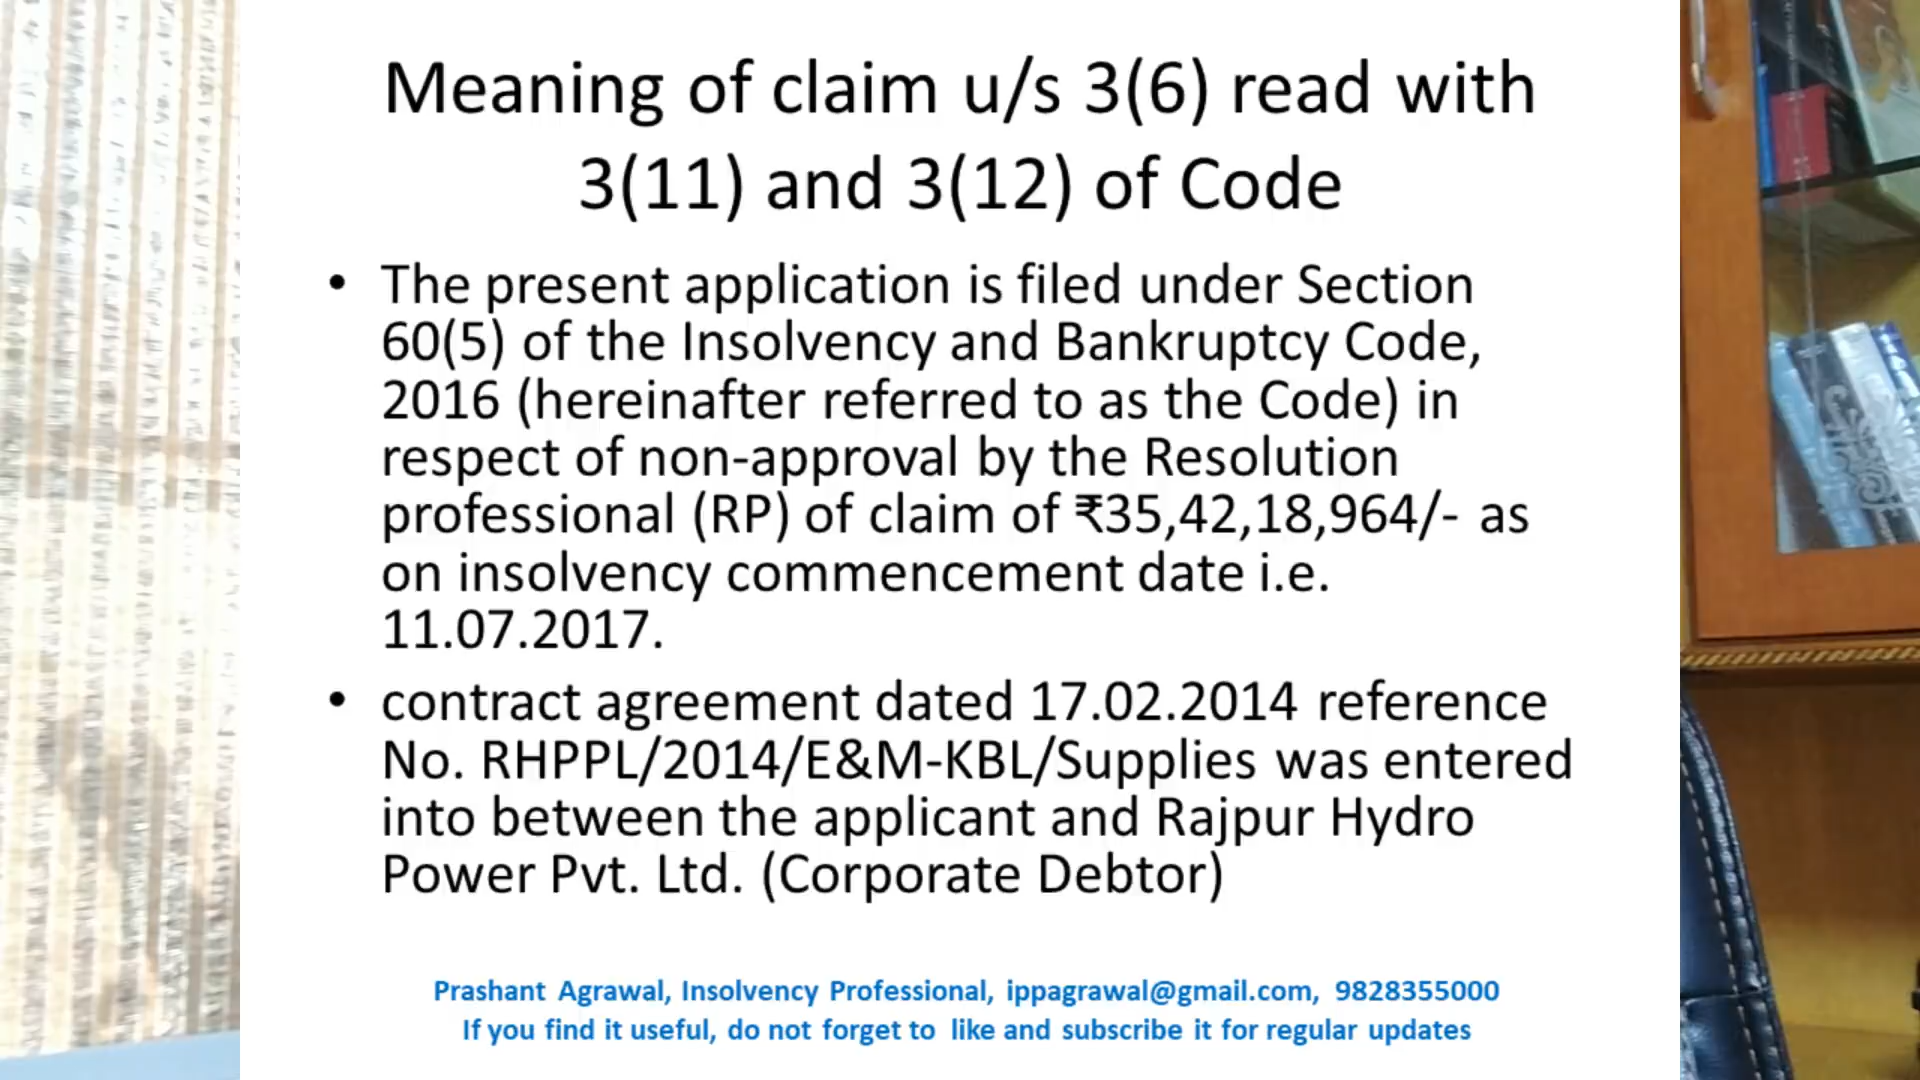 Meaning of claim u/s 3(6) read with
3(11) and 3(12) of Code
• The present application is filed under Section
60(5) of the Insolvency and Bankruptcy Code,
2016 (hereinafter referred to as the Code) in
respect of non-approval by the Resolution
professional (RP) of claim of ₹35,42,18,964/- as
on insolvency commencement date i.e.
11.07.2017.
• contract agreement dated 17.02.2014 reference
No. RHPPL/2014/E&M-KBL/Supplies was entered
into between the applicant and Rajpur Hydro
Power Pvt. Ltd. (Corporate Debtor)
Prashant Agrawal, Insolvency Professional, ippagrawal@gmail.com, 9828355000
If you find it useful, do not forget to like and subscribe it for regular updates